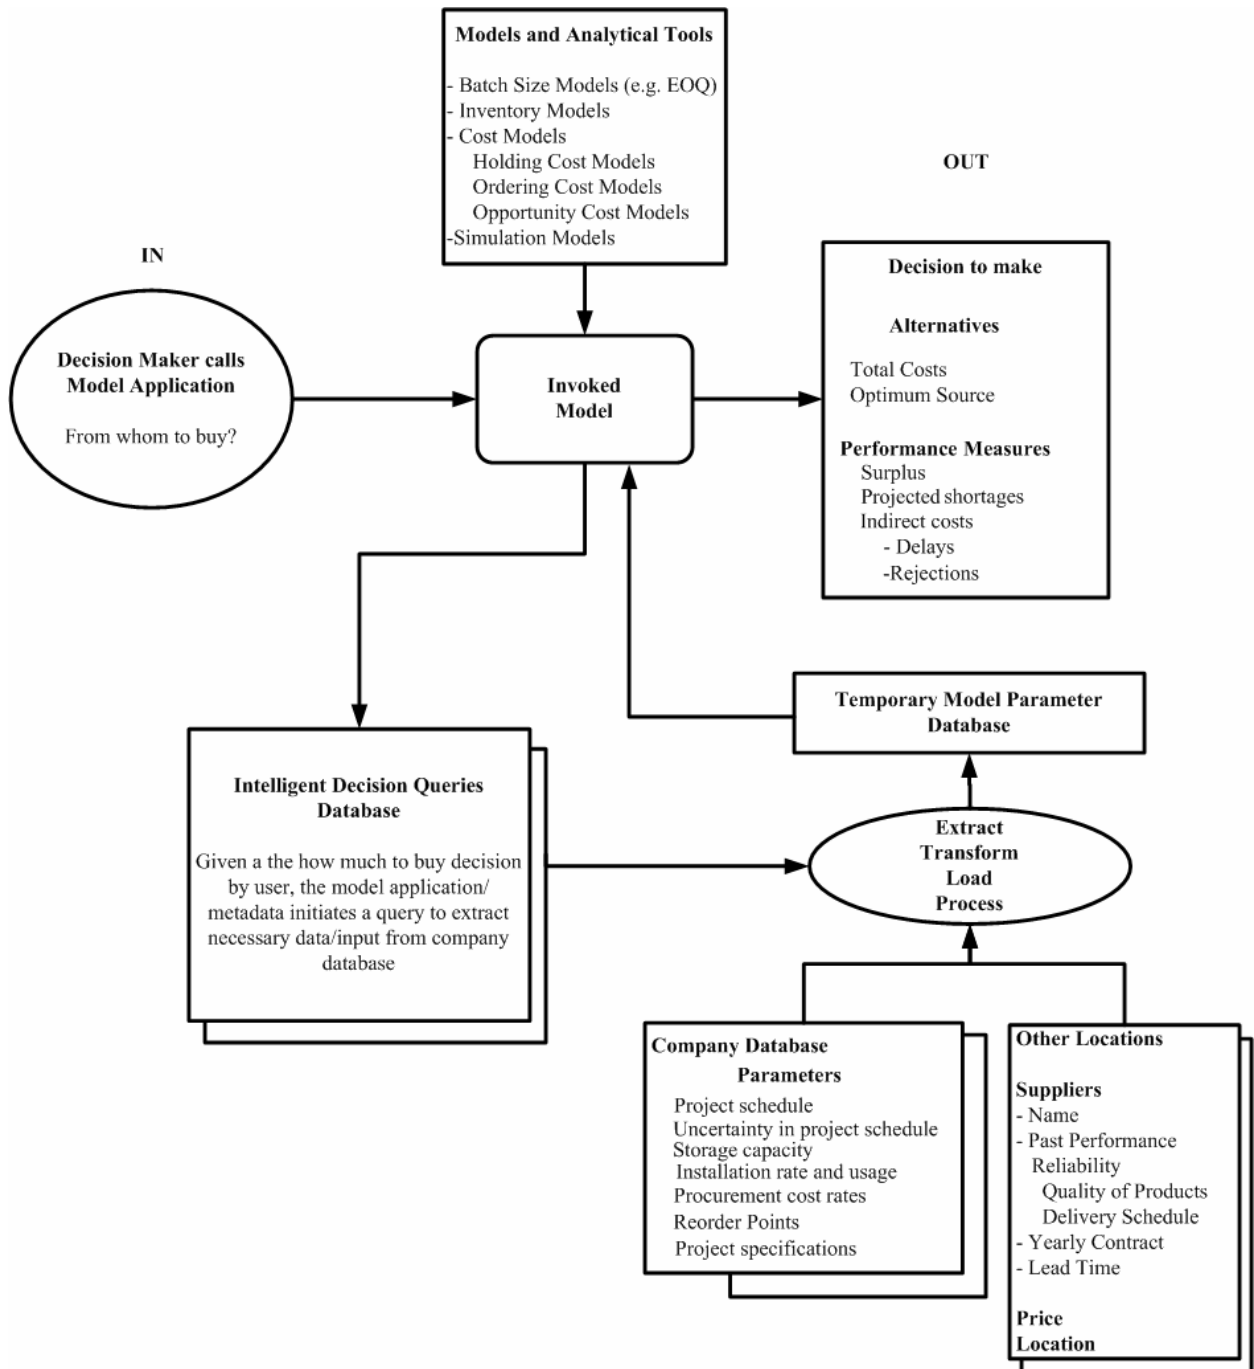 Models and Analytical Tools
- Batch Size Models (e.g. EOQ)
- Inventory Models
- Cost Models
Holding Cost Models
Ordering Cost Models
Opportunity Cost Models
-Simulation Models
OUT
IN
Decision Maker calls
Model Application
From whom to buy?
Invoked
Model
Decision to make
Alternatives
Total Costs
Optimum Source
Performance Measures
Surplus
Projected shortages
Indirect costs
- Delays
-Rejections
Temporary Model Parameter
Database
Intelligent Decision Queries
Database
Given a the how much to buy decision
by user, the model application/
metadata initiates a query to extract
necessary data/input from company
database
Extract
Transform
Load
Process
Company Database
Parameters
Project schedule
Uncertainty in project schedule
Storage capacity
Installation rate and usage
Procurement cost rates
Reorder Points
Project specifications
Other Locations
Suppliers
- Name
- Past Performance
Reliability
Quality of Products
Delivery Schedule
- Yearly Contract
- Lead Time
Price
Location